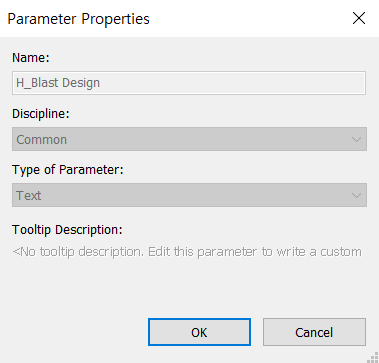 Parameter Properties
Name:
H_Blast Design
Discipline:
Common
Type of Parameter:
Text
Tooltip Description:
<No tooltip description. Edit this parameter to write a custom
OK
Cancel